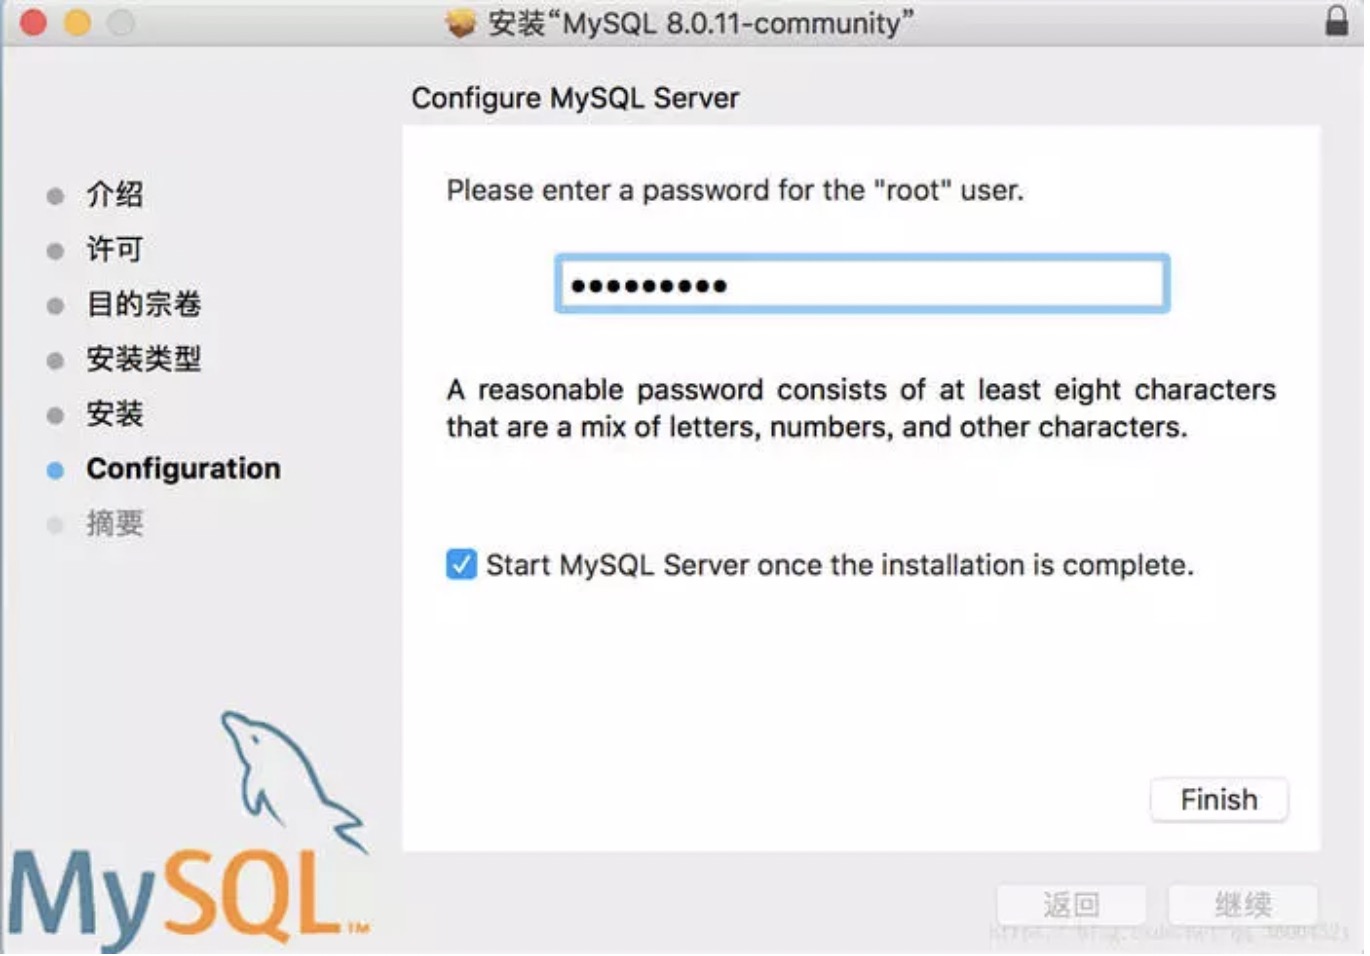 安装“MySQL 8.0.11-community”
Configure MySQL Server
介绍
许可
目的宗卷
安装类型
安装
Configuration
摘要
Please enter a password for the "root" user.
A reasonable password consists of at least eight characters
that are a mix of letters, numbers, and other characters.
Start MySQL Server once the installation is complete.
Finish
MySQL™
返回
继续